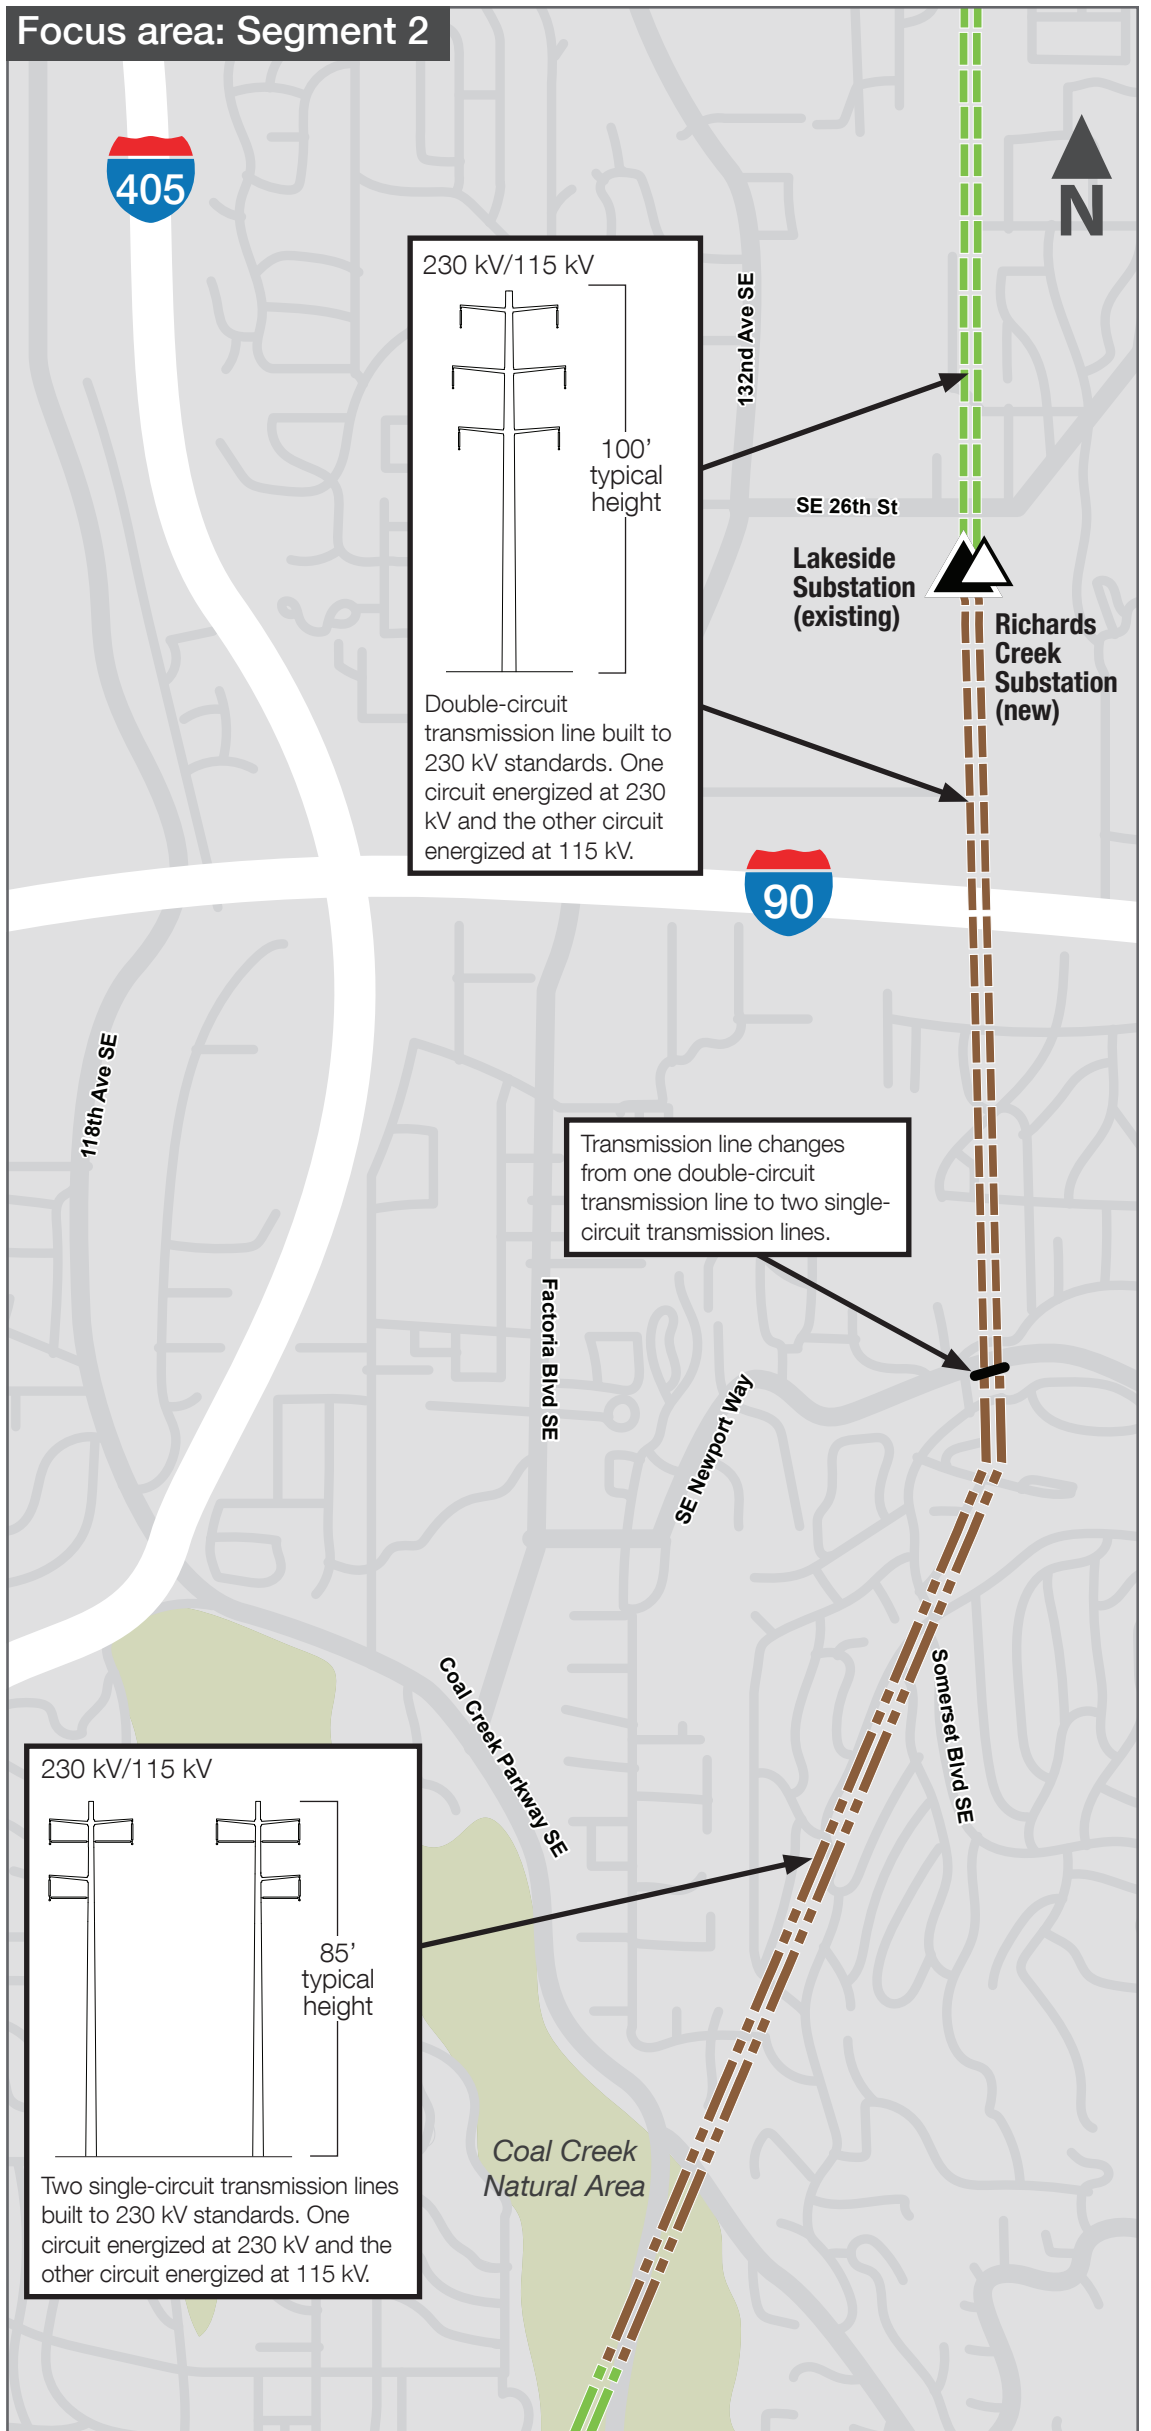 Focus area: Segment 2
405
N
230 kV/115 kV
100’
typical
height
132nd Ave SE
SE 26th St
Lakeside
Substation
(existing)
Richards
Creek
Substation
(new)
Double-circuit
transmission line built to
230 kV standards. One
circuit energized at 230
kV and the other circuit
energized at 115 kV.
90
118th Ave SE
Transmission line changes
from one double-circuit
transmission line to two single-
circuit transmission lines.
Factoria Blvd SE
SE Newport Way
Coal Creek Parkway SE
Somerset Blvd SE
230 kV/115 kV
85’
typical
height
Two single-circuit transmission lines
built to 230 kV standards. One
circuit energized at 230 kV and the
other circuit energized at 115 kV.
Coal Creek
Natural Area